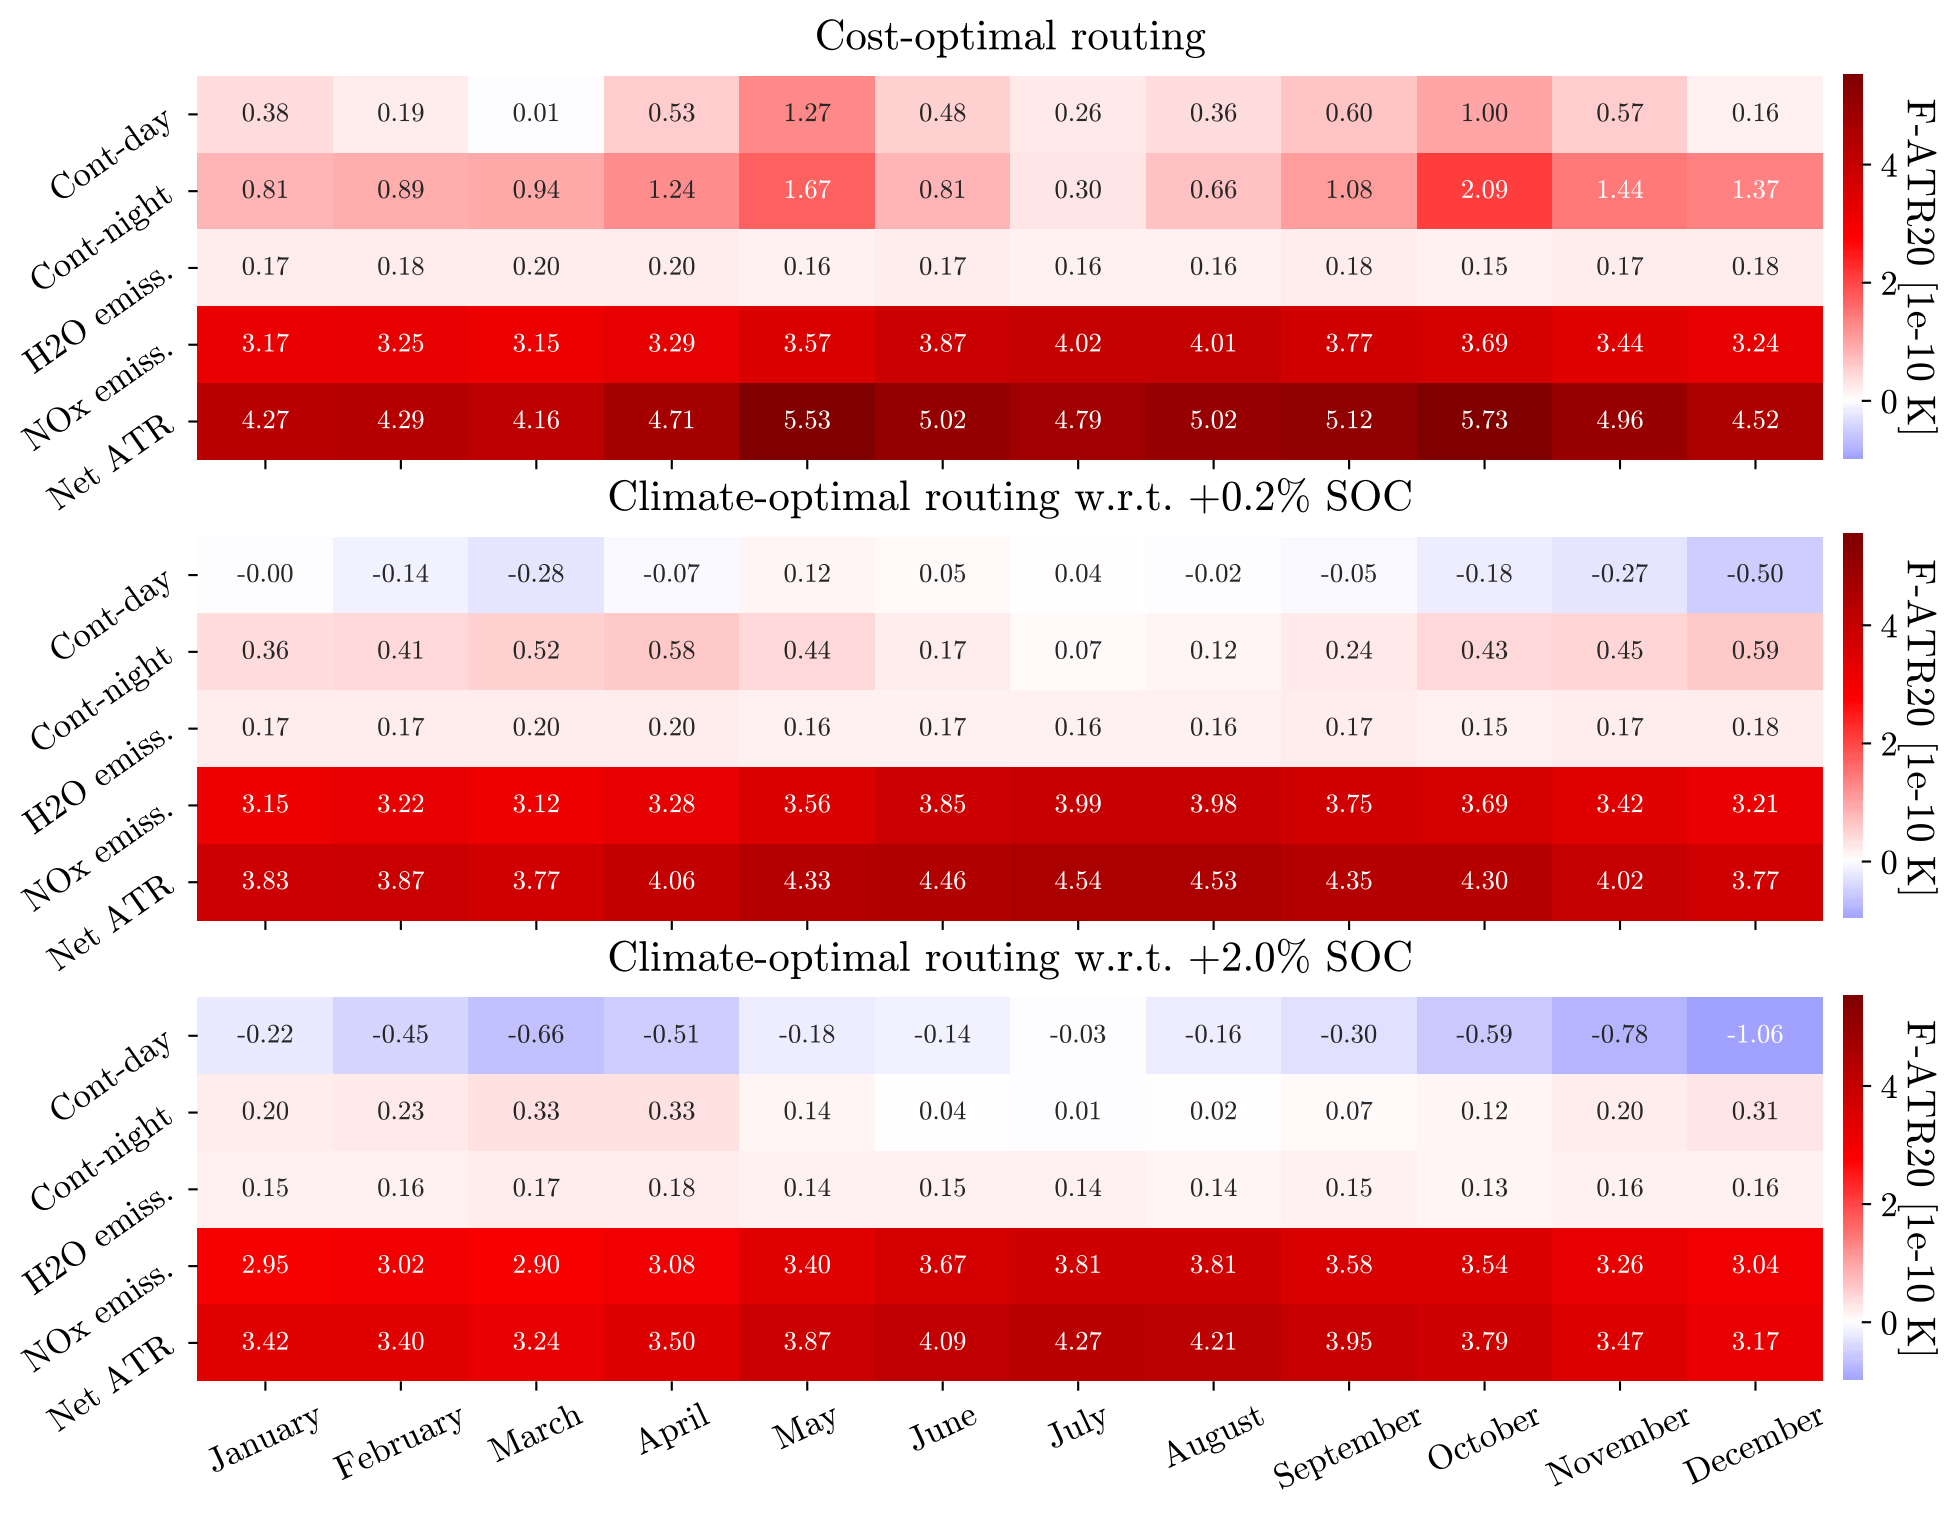 Cost-optimal routing
Cont-day 0.38 0.19 0.01 0.53 1.27 0.48 0.26 0.36 0.60 1.00 0.57 0.16
Cont-night 0.81 0.89 0.94 1.24 1.67 0.81 0.30 0.66 1.08 2.09 1.44 1.37
H2O emiss. 0.17 0.18 0.20 0.20 0.16 0.17 0.16 0.16 0.18 0.15 0.17 0.18
NOx emiss. 3.17 3.25 3.15 3.29 3.57 3.87 4.02 4.01 3.77 3.69 3.44 3.24
Net ATR 4.27 4.29 4.16 4.71 5.53 5.02 4.79 5.02 5.12 5.73 4.96 4.52
4
2
0
F-ATR20 [1e-10 K]
Climate-optimal routing w.r.t. +0.2% SOC
Cont-day -0.00 -0.14 -0.28 -0.07 0.12 0.05 0.04 -0.02 -0.05 -0.18 -0.27 -0.50
Cont-night 0.36 0.41 0.52 0.58 0.44 0.17 0.07 0.12 0.24 0.43 0.45 0.59
H2O emiss. 0.17 0.17 0.20 0.20 0.16 0.17 0.16 0.16 0.17 0.15 0.17 0.18
NOx emiss. 3.15 3.22 3.12 3.28 3.56 3.85 3.99 3.98 3.75 3.69 3.42 3.21
Net ATR 3.83 3.87 3.77 4.06 4.33 4.46 4.54 4.53 4.35 4.30 4.02 3.77
4
2
0
F-ATR20 [1e-10 K]
Climate-optimal routing w.r.t. +2.0% SOC
Cont-day -0.22 -0.45 -0.66 -0.51 -0.18 -0.14 -0.03 -0.16 -0.30 -0.59 -0.78 -1.06
Cont-night 0.20 0.23 0.33 0.33 0.14 0.04 0.01 0.02 0.07 0.12 0.20 0.31
H2O emiss. 0.15 0.16 0.17 0.18 0.14 0.15 0.14 0.14 0.15 0.13 0.16 0.16
NOx emiss. 2.95 3.02 2.90 3.08 3.40 3.67 3.81 3.81 3.58 3.54 3.26 3.04
Net ATR 3.42 3.40 3.24 3.50 3.87 4.09 4.27 4.21 3.95 3.79 3.47 3.17
4
2
0
F-ATR20 [1e-10 K]
January February March April May June July August September October November December